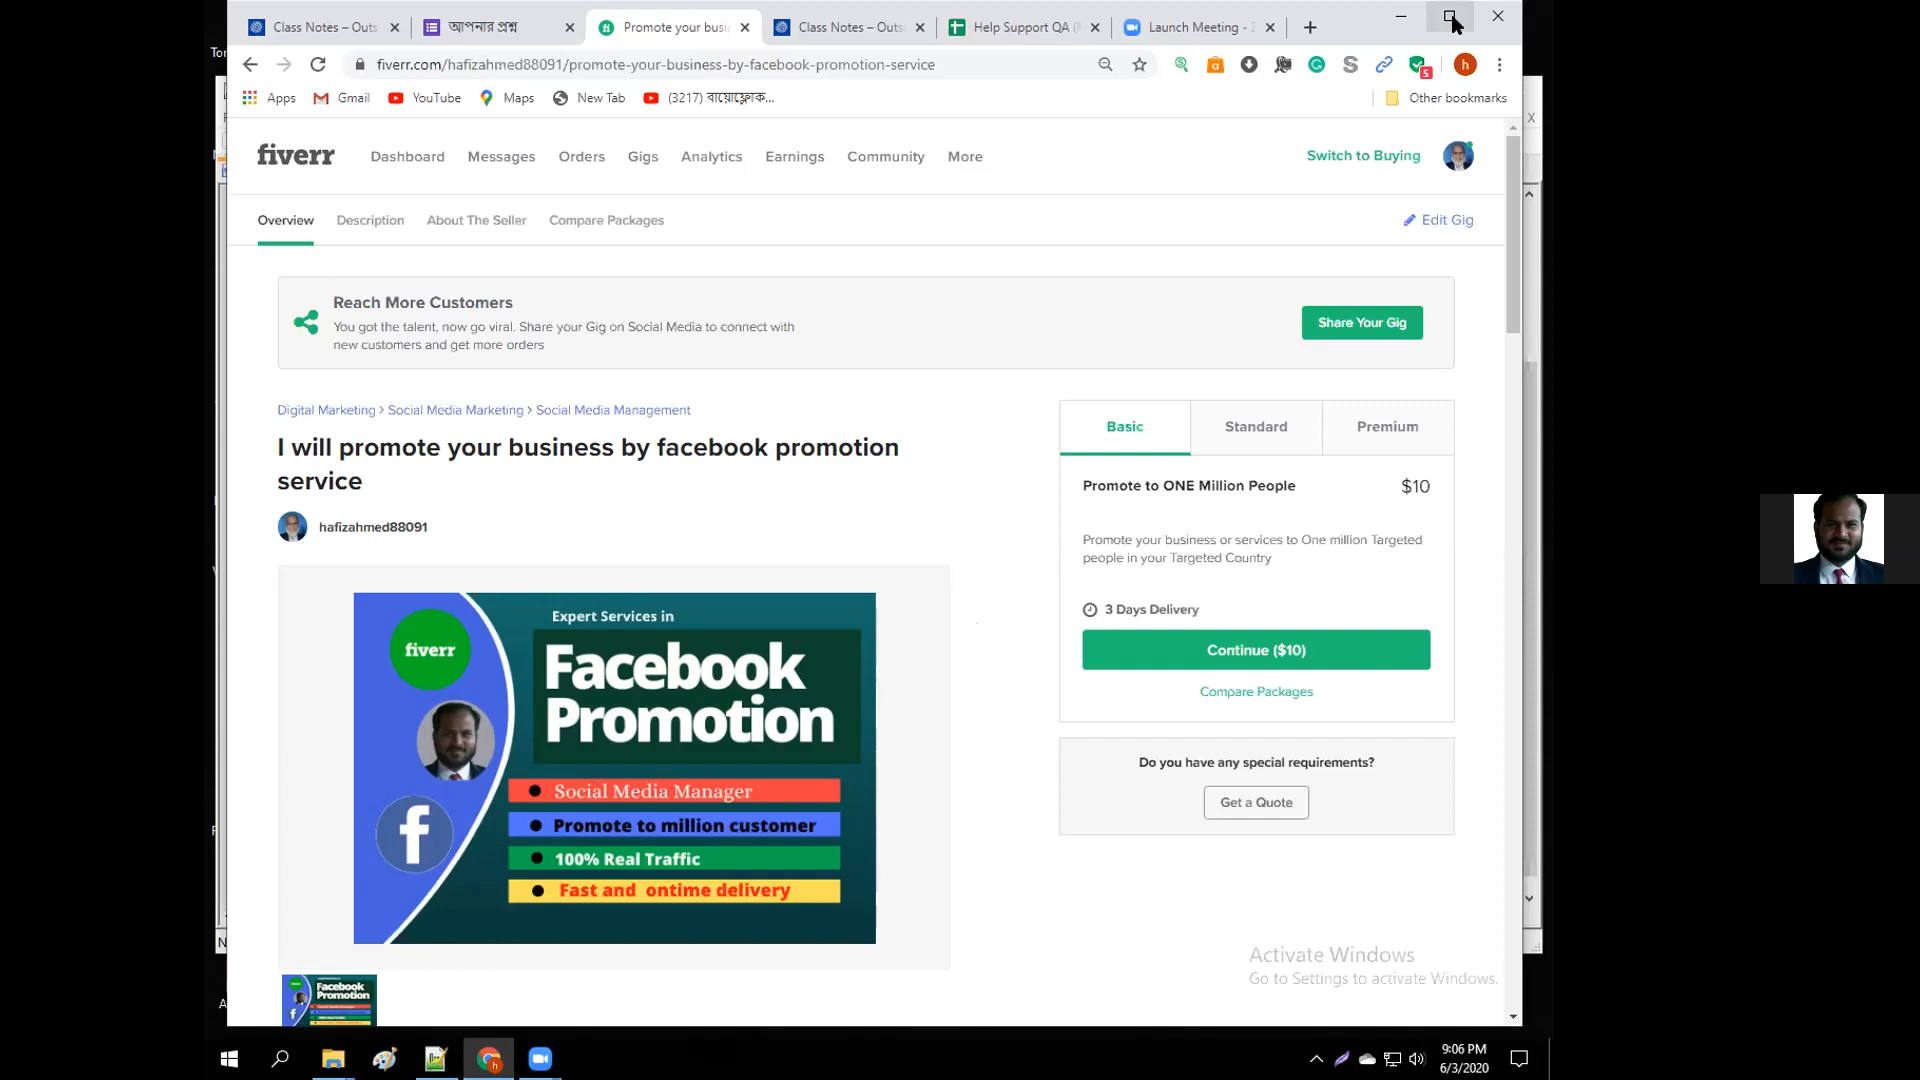 Class Notes – Outs
আপনার প্রশ্ন
Promote your busi
Class Notes – Outs
Help Support QA (
Launch Meeting - Z
fiverr.com/hafizahmed88091/promote-your-business-by-facebook-promotion-service
5
h
Apps
Gmail
YouTube
Maps
New Tab
(3217) বায়োফ্লোক...
Other bookmarks
fiverr
Dashboard
Messages
Orders
Gigs
Analytics
Earnings
Community
More
Switch to Buying
Overview
Description
About The Seller
Compare Packages
Edit Gig
Reach More Customers
You got the talent, now go viral. Share your Gig on Social Media to connect with
new customers and get more orders
Share Your Gig
Digital Marketing > Social Media Marketing > Social Media Management
I will promote your business by facebook promotion
service
hafizahmed88091
Basic
Standard
Premium
Promote to ONE Million People
$10
Promote your business or services to One million Targeted
people in your Targeted Country
3 Days Delivery
Continue ($10)
Compare Packages
Do you have any special requirements?
Get a Quote
Expert Services in
fiverr
Facebook
Promotion
Social Media Manager
Promote to million customer
100% Real Traffic
Fast and ontime delivery
Facebook
Promotion
Activate Windows
Go to Settings to activate Windows.
9:06 PM
6/3/2020